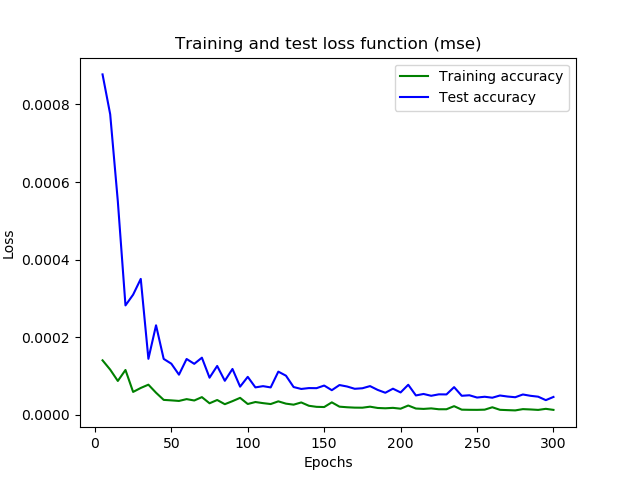 Training and test loss function (mse)
Training accuracy
Test accuracy
0.0008
0.0006
0.0004
0.0002
0.0000
Loss
0 50 100 150 200 250 300
Epochs